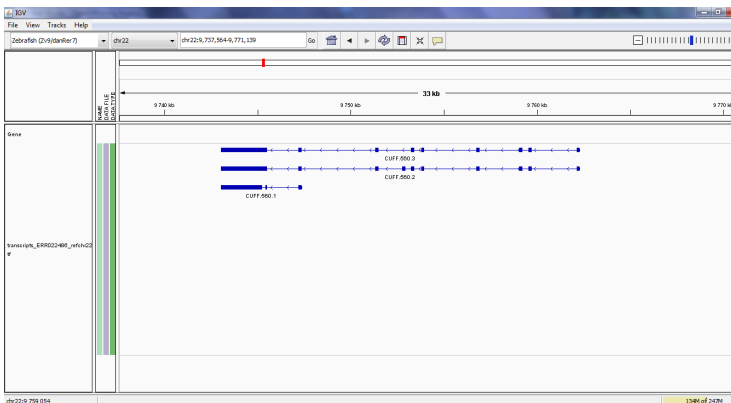 IGV
File View Tracks Help
Zebrafish (Zv9/danRer7) chr22 chr22:9,737,564-9,771,139 Go
33 kb
9 740 kb 9 750 kb 9 760 kb 9 770 kb
NAME
DATA FILE
DATA TYPE
Gene
CUFF.560.3
CUFF.560.2
CUFF.560.1
transcripts_ERR022486_refchr22
chr22:9 759 054 134M of 247M